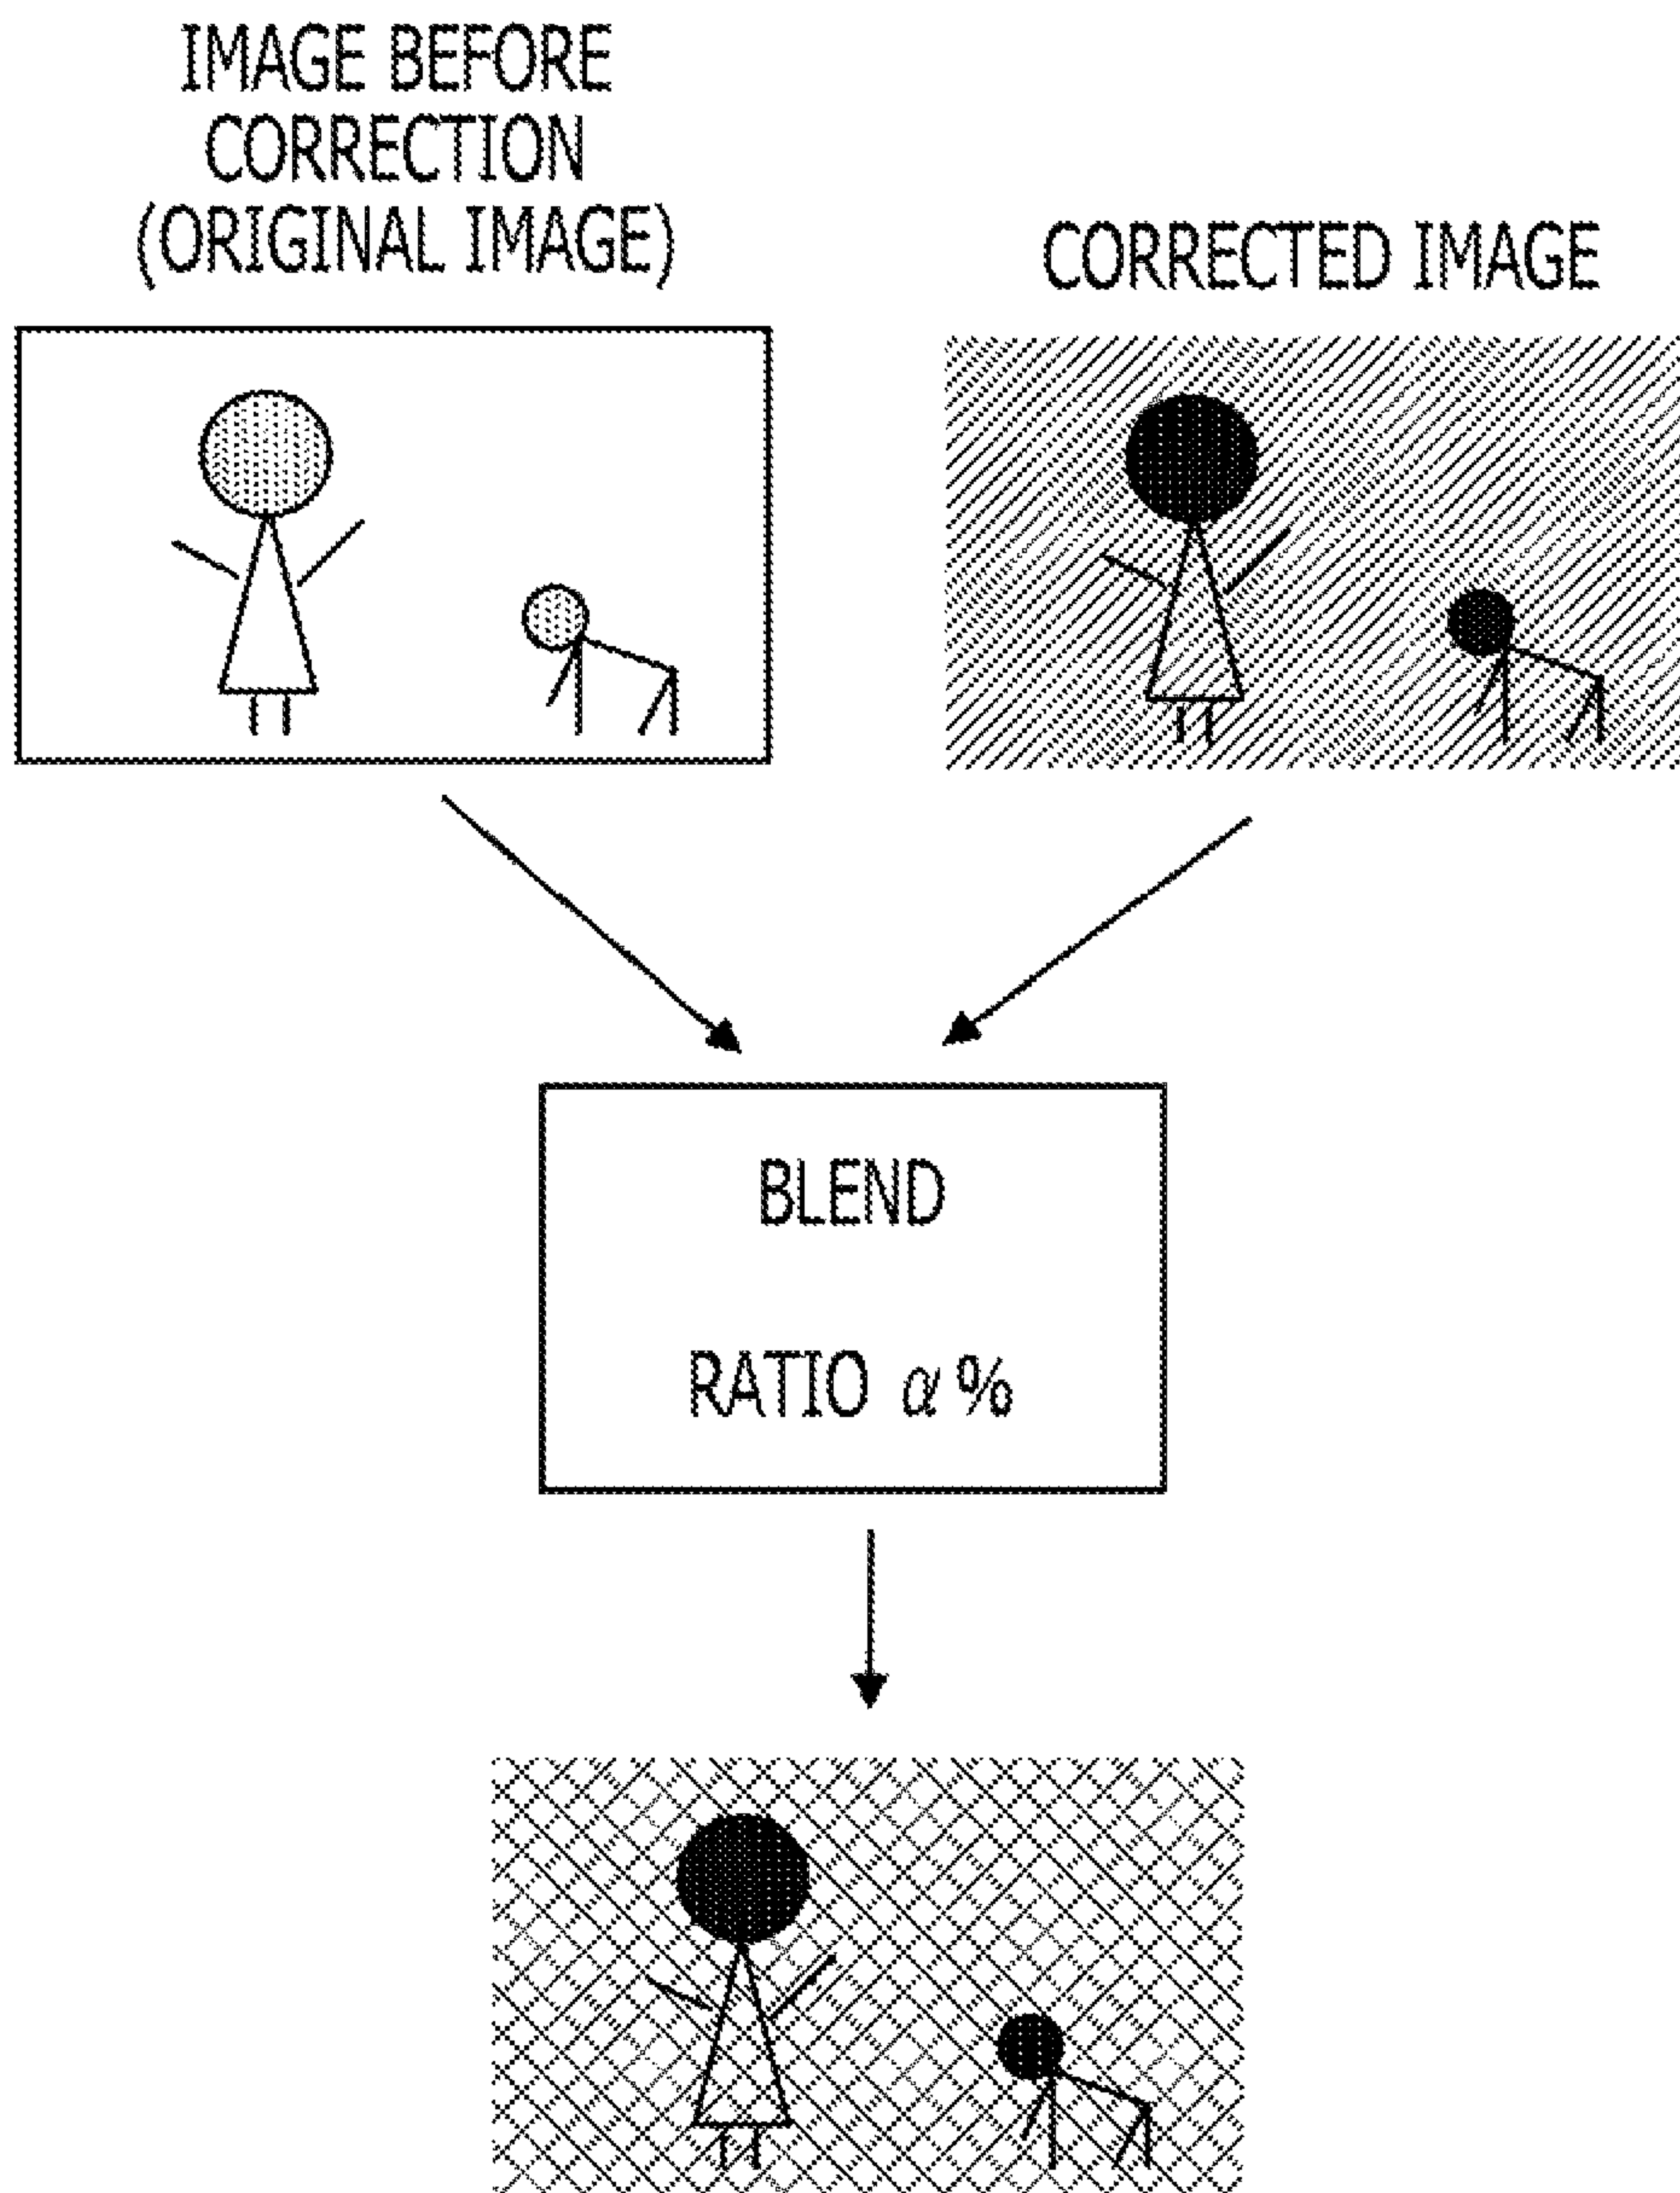 IMAGE BEFORE
CORRECTION
(ORIGINAL IMAGE)
CORRECTED IMAGE
BLEND
RATIO α%